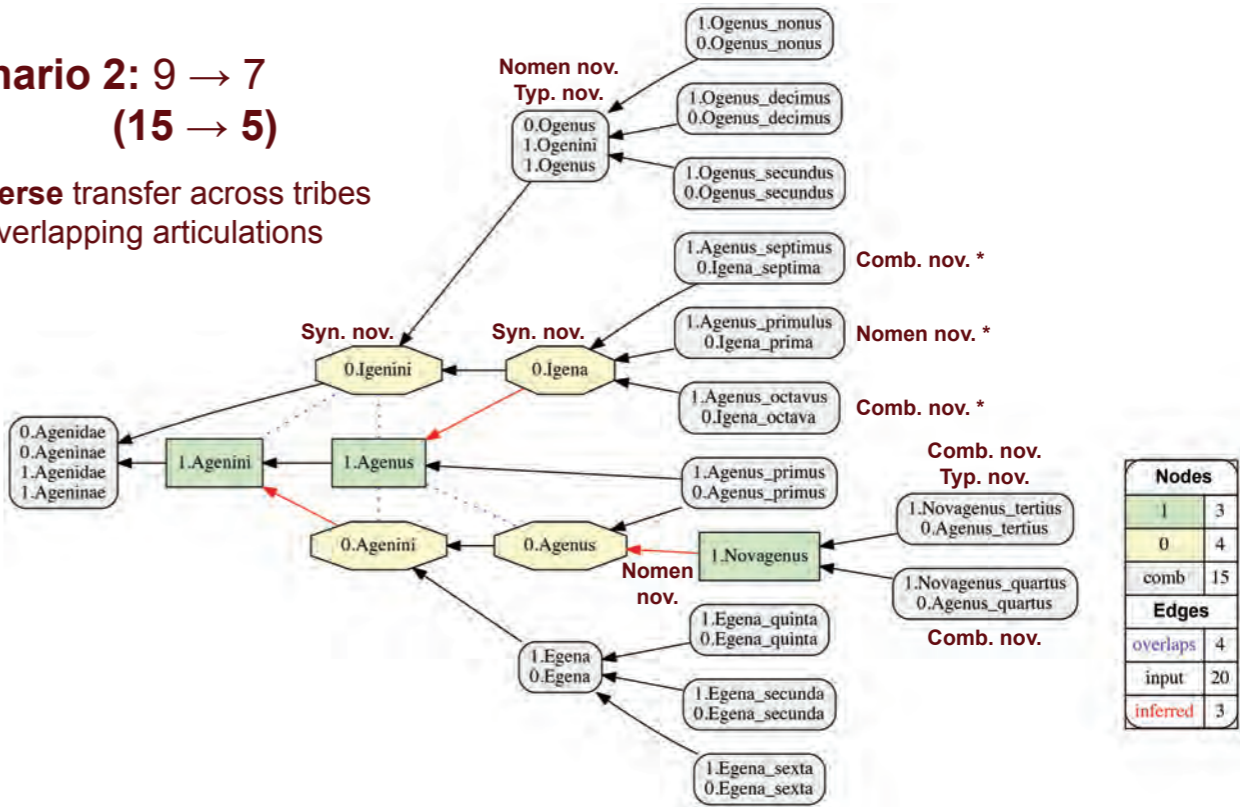 nario 2: 9 → 7
(15 → 5)
erse transfer across tribes
verlapping articulations
Nomen nov.
Typ. nov.
0.Ogenus
1.Ogenini
1.Ogenus
1.Ogenus_nonus
0.Ogenus_nonus
1.Ogenus_decimus
0.Ogenus_decimus
1.Ogenus_secundus
0.Ogenus_secundus
1.Agenus_septimus
0.Igena_septima
Comb. nov. *
Syn. nov.
Syn. nov.
0.Igenini
0.Igena
1.Agenus_primulus
0.Igena_prima
Nomen nov. *
1.Agenus_octavus
0.Igena_octava
Comb. nov. *
0.Agenidae
0.Ageninae
1.Agenidae
1.Ageninae
1.Agenini
1.Agenus
1.Agenus_primus
0.Agenus_primus
Comb. nov.
Typ. nov.
1.Novagenus_tertius
0.Agenus_tertius
0.Agenini
0.Agenus
1.Novagenus
Nomen
nov.
1.Novagenus_quartus
0.Agenus_quartus
Comb. nov.
1.Egena
0.Egena
1.Egena_quinta
0.Egena_quinta
1.Egena_secunda
0.Egena_secunda
1.Egena_sexta
0.Egena_sexta
Nodes
1 3
0 4
comb 15
Edges
overlaps 4
input 20
inferred 3